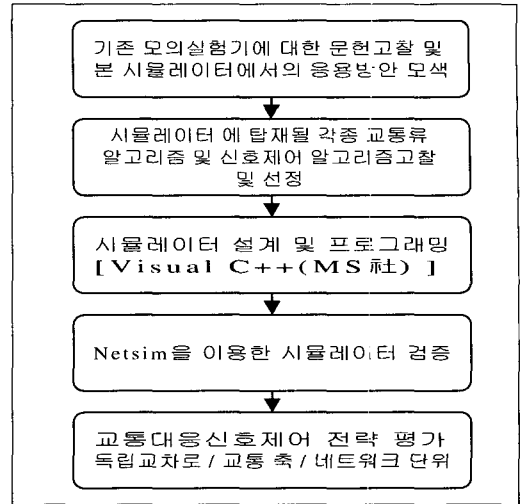 기존 모의실험기에 대한 문헌고찰 및
본 시뮬레이터에서의 응용방안 모색
시뮬레이터 에 탑재될 각종 교통류
알고리즘 및 신호제어 알고리즘고찰
및 선정
시뮬레이터 설계 및 프로그래밍
[ Visual C++(MS社) ]
Netsim을 이용한 시뮬레이터 검증
교통대응신호제어 전략 평가
독립교차로 / 교통 축 / 네트워크 단위